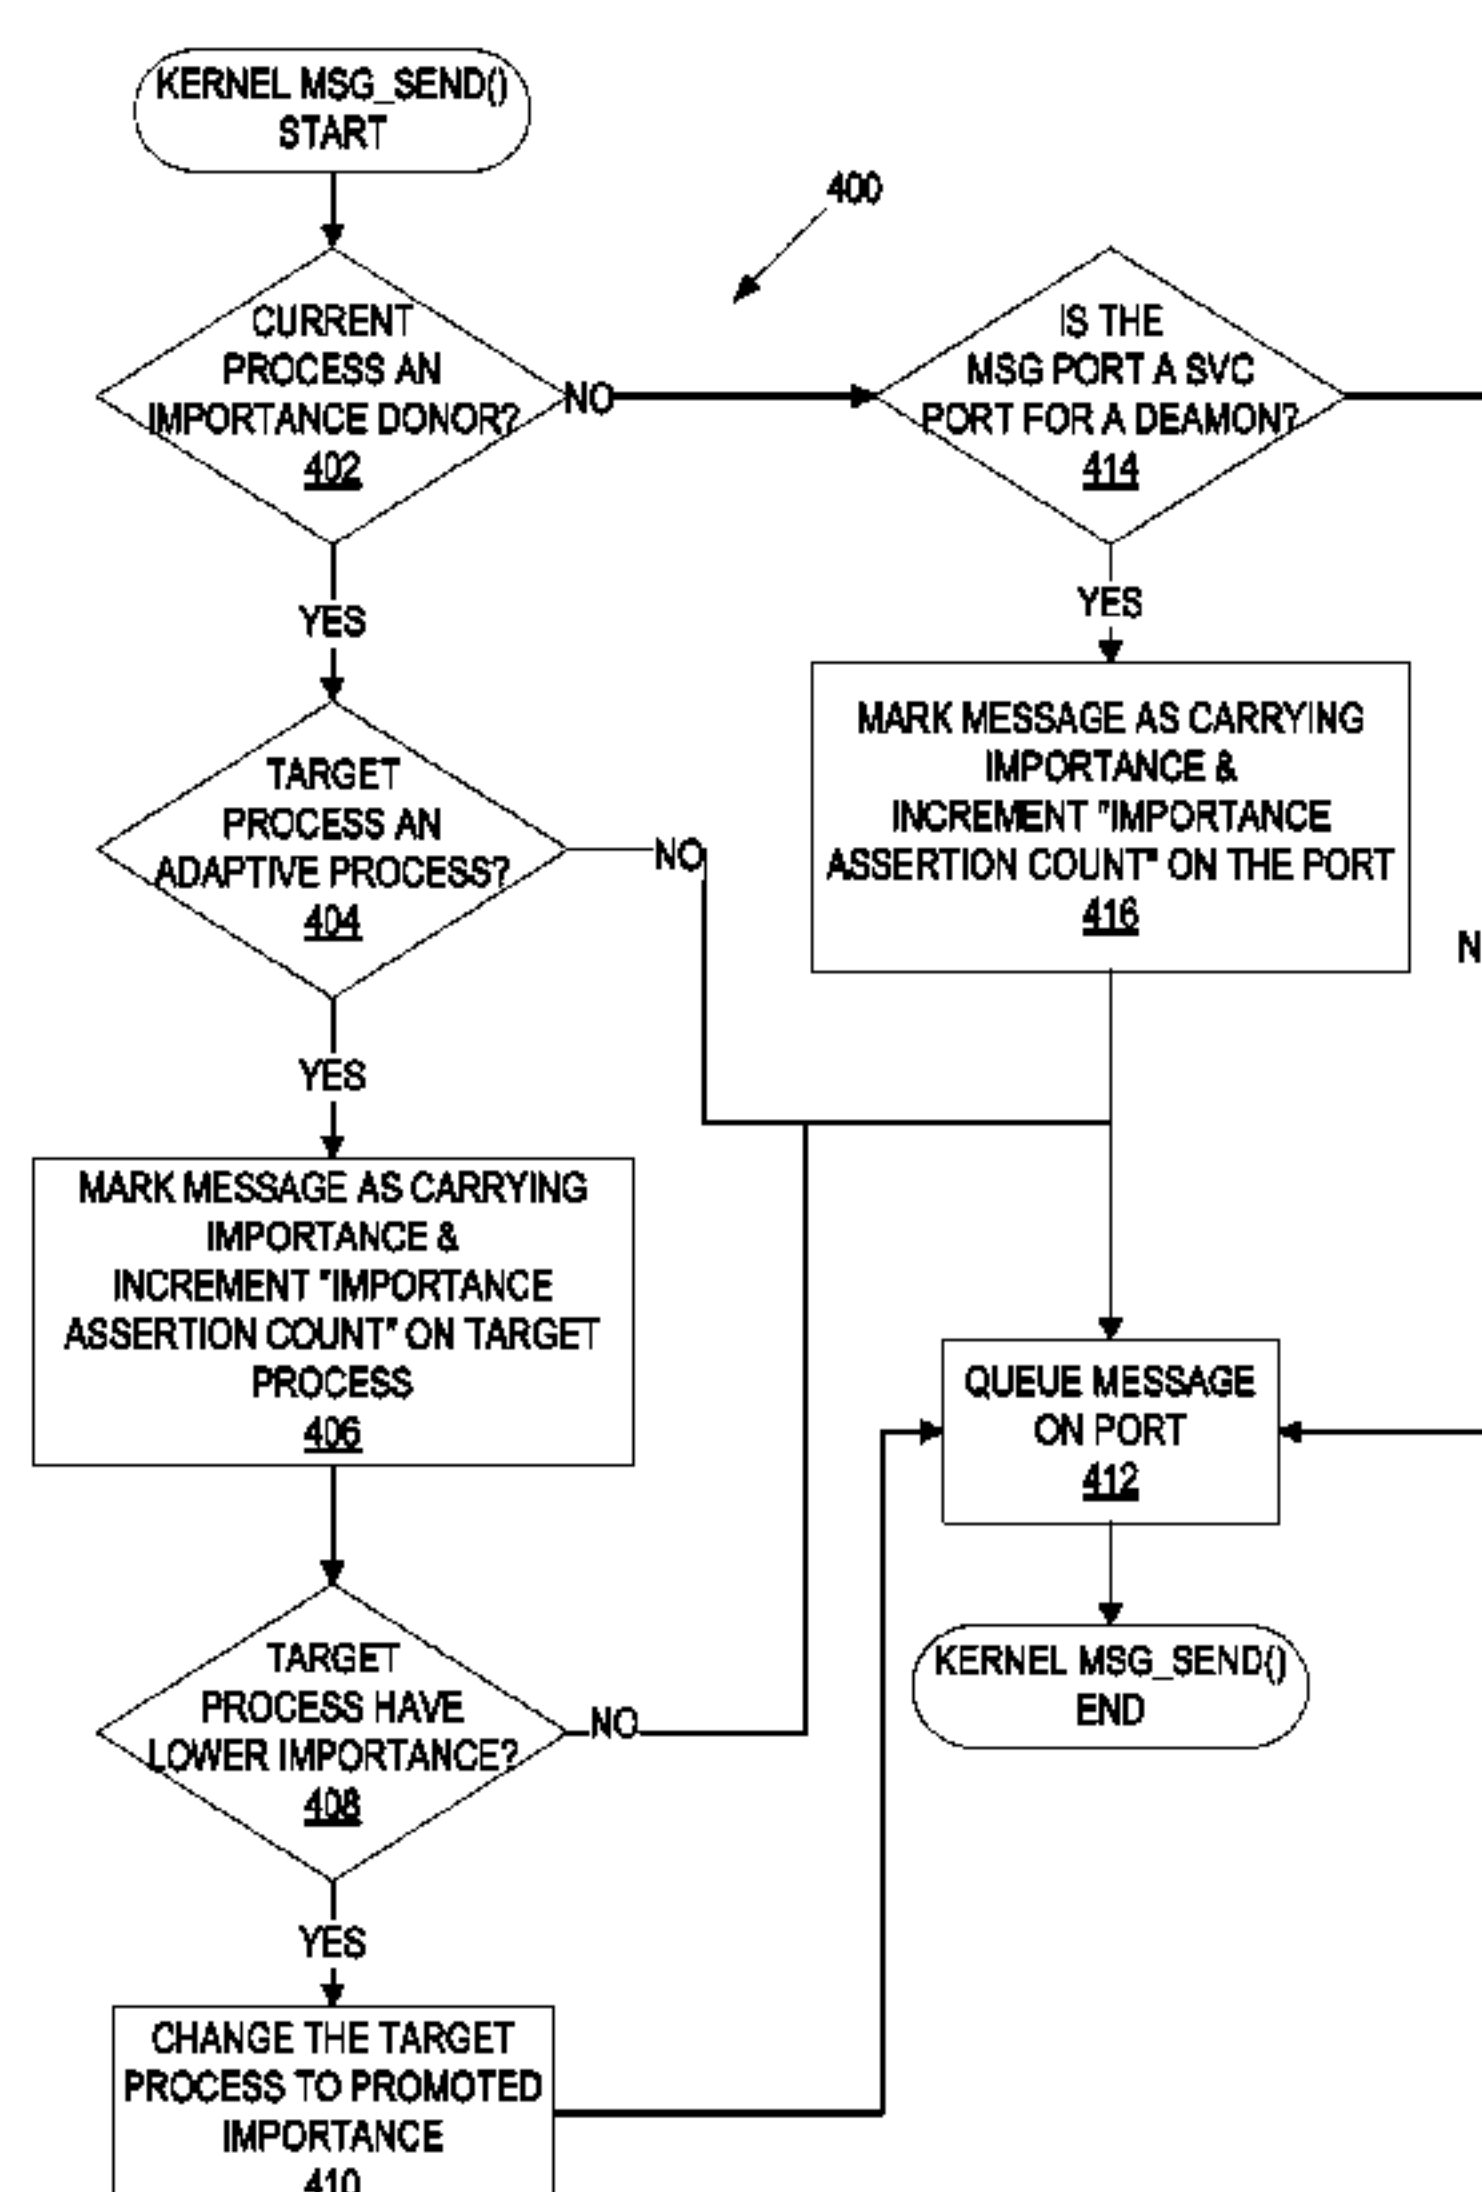 KERNEL MSG_SEND()
START
400
CURRENT
PROCESS AN
IMPORTANCE DONOR?
402
NO
IS THE
MSG PORT A SVC
PORT FOR A DEAMON?
414
YES
YES
TARGET
PROCESS AN
ADAPTIVE PROCESS?
404
NO
MARK MESSAGE AS CARRYING
IMPORTANCE &
INCREMENT "IMPORTANCE
ASSERTION COUNT" ON THE PORT
416
N
YES
MARK MESSAGE AS CARRYING
IMPORTANCE &
INCREMENT "IMPORTANCE
ASSERTION COUNT" ON TARGET
PROCESS
406
QUEUE MESSAGE
ON PORT
412
TARGET
PROCESS HAVE
LOWER IMPORTANCE?
408
NO
KERNEL MSG_SEND()
END
YES
CHANGE THE TARGET
PROCESS TO PROMOTED
IMPORTANCE
410